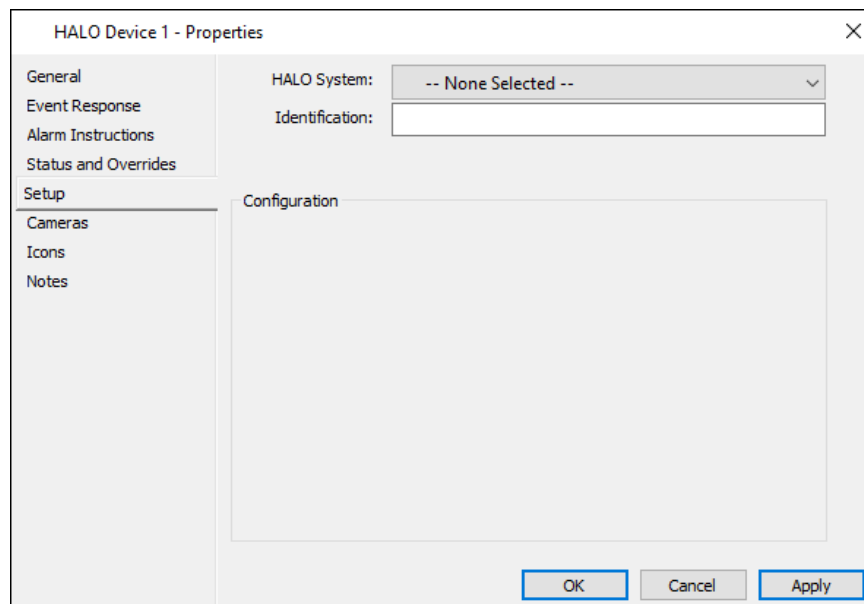 HALO Device 1 - Properties
General
Event Response
Alarm Instructions
Status and Overrides
Setup
Cameras
Icons
Notes
HALO System:
-- None Selected --
Identification:
Configuration
OK
Cancel
Apply